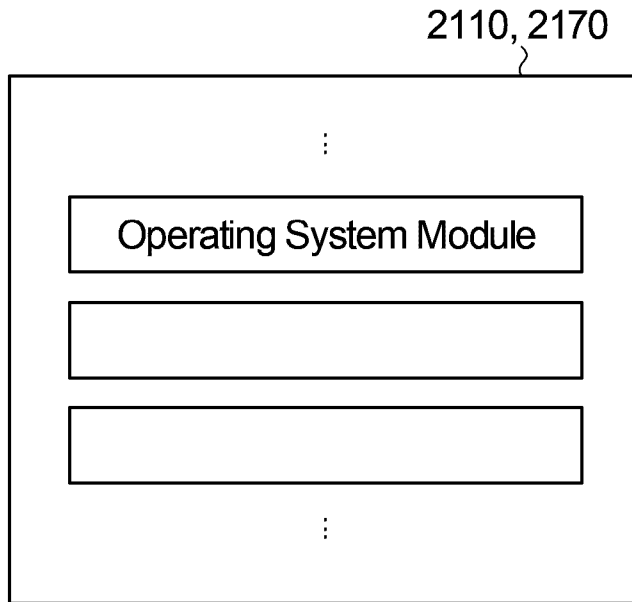 2110, 2170
⋮
Operating System Module
⋮